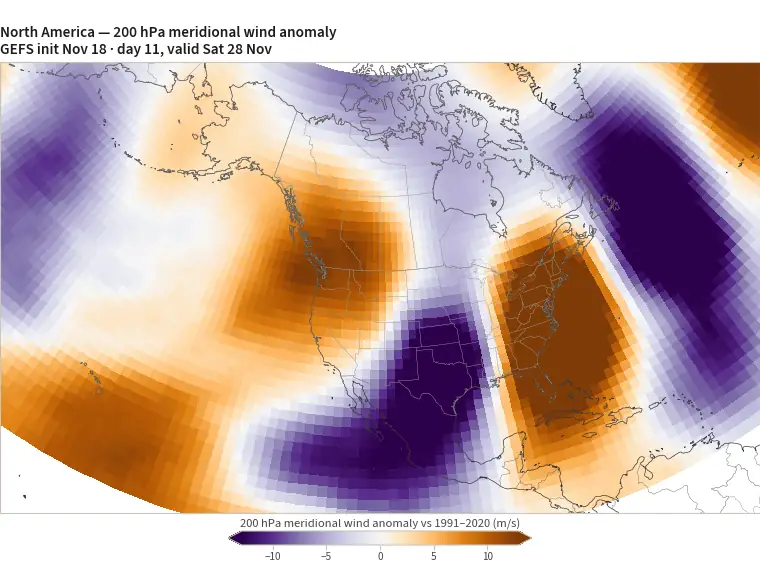 North America — 200 hPa meridional wind anomaly
GEFS init Nov 18 · day 11, valid Sat 28 Nov
200 hPa meridional wind anomaly vs 1991–2020 (m/s)
−10 −5 0 5 10